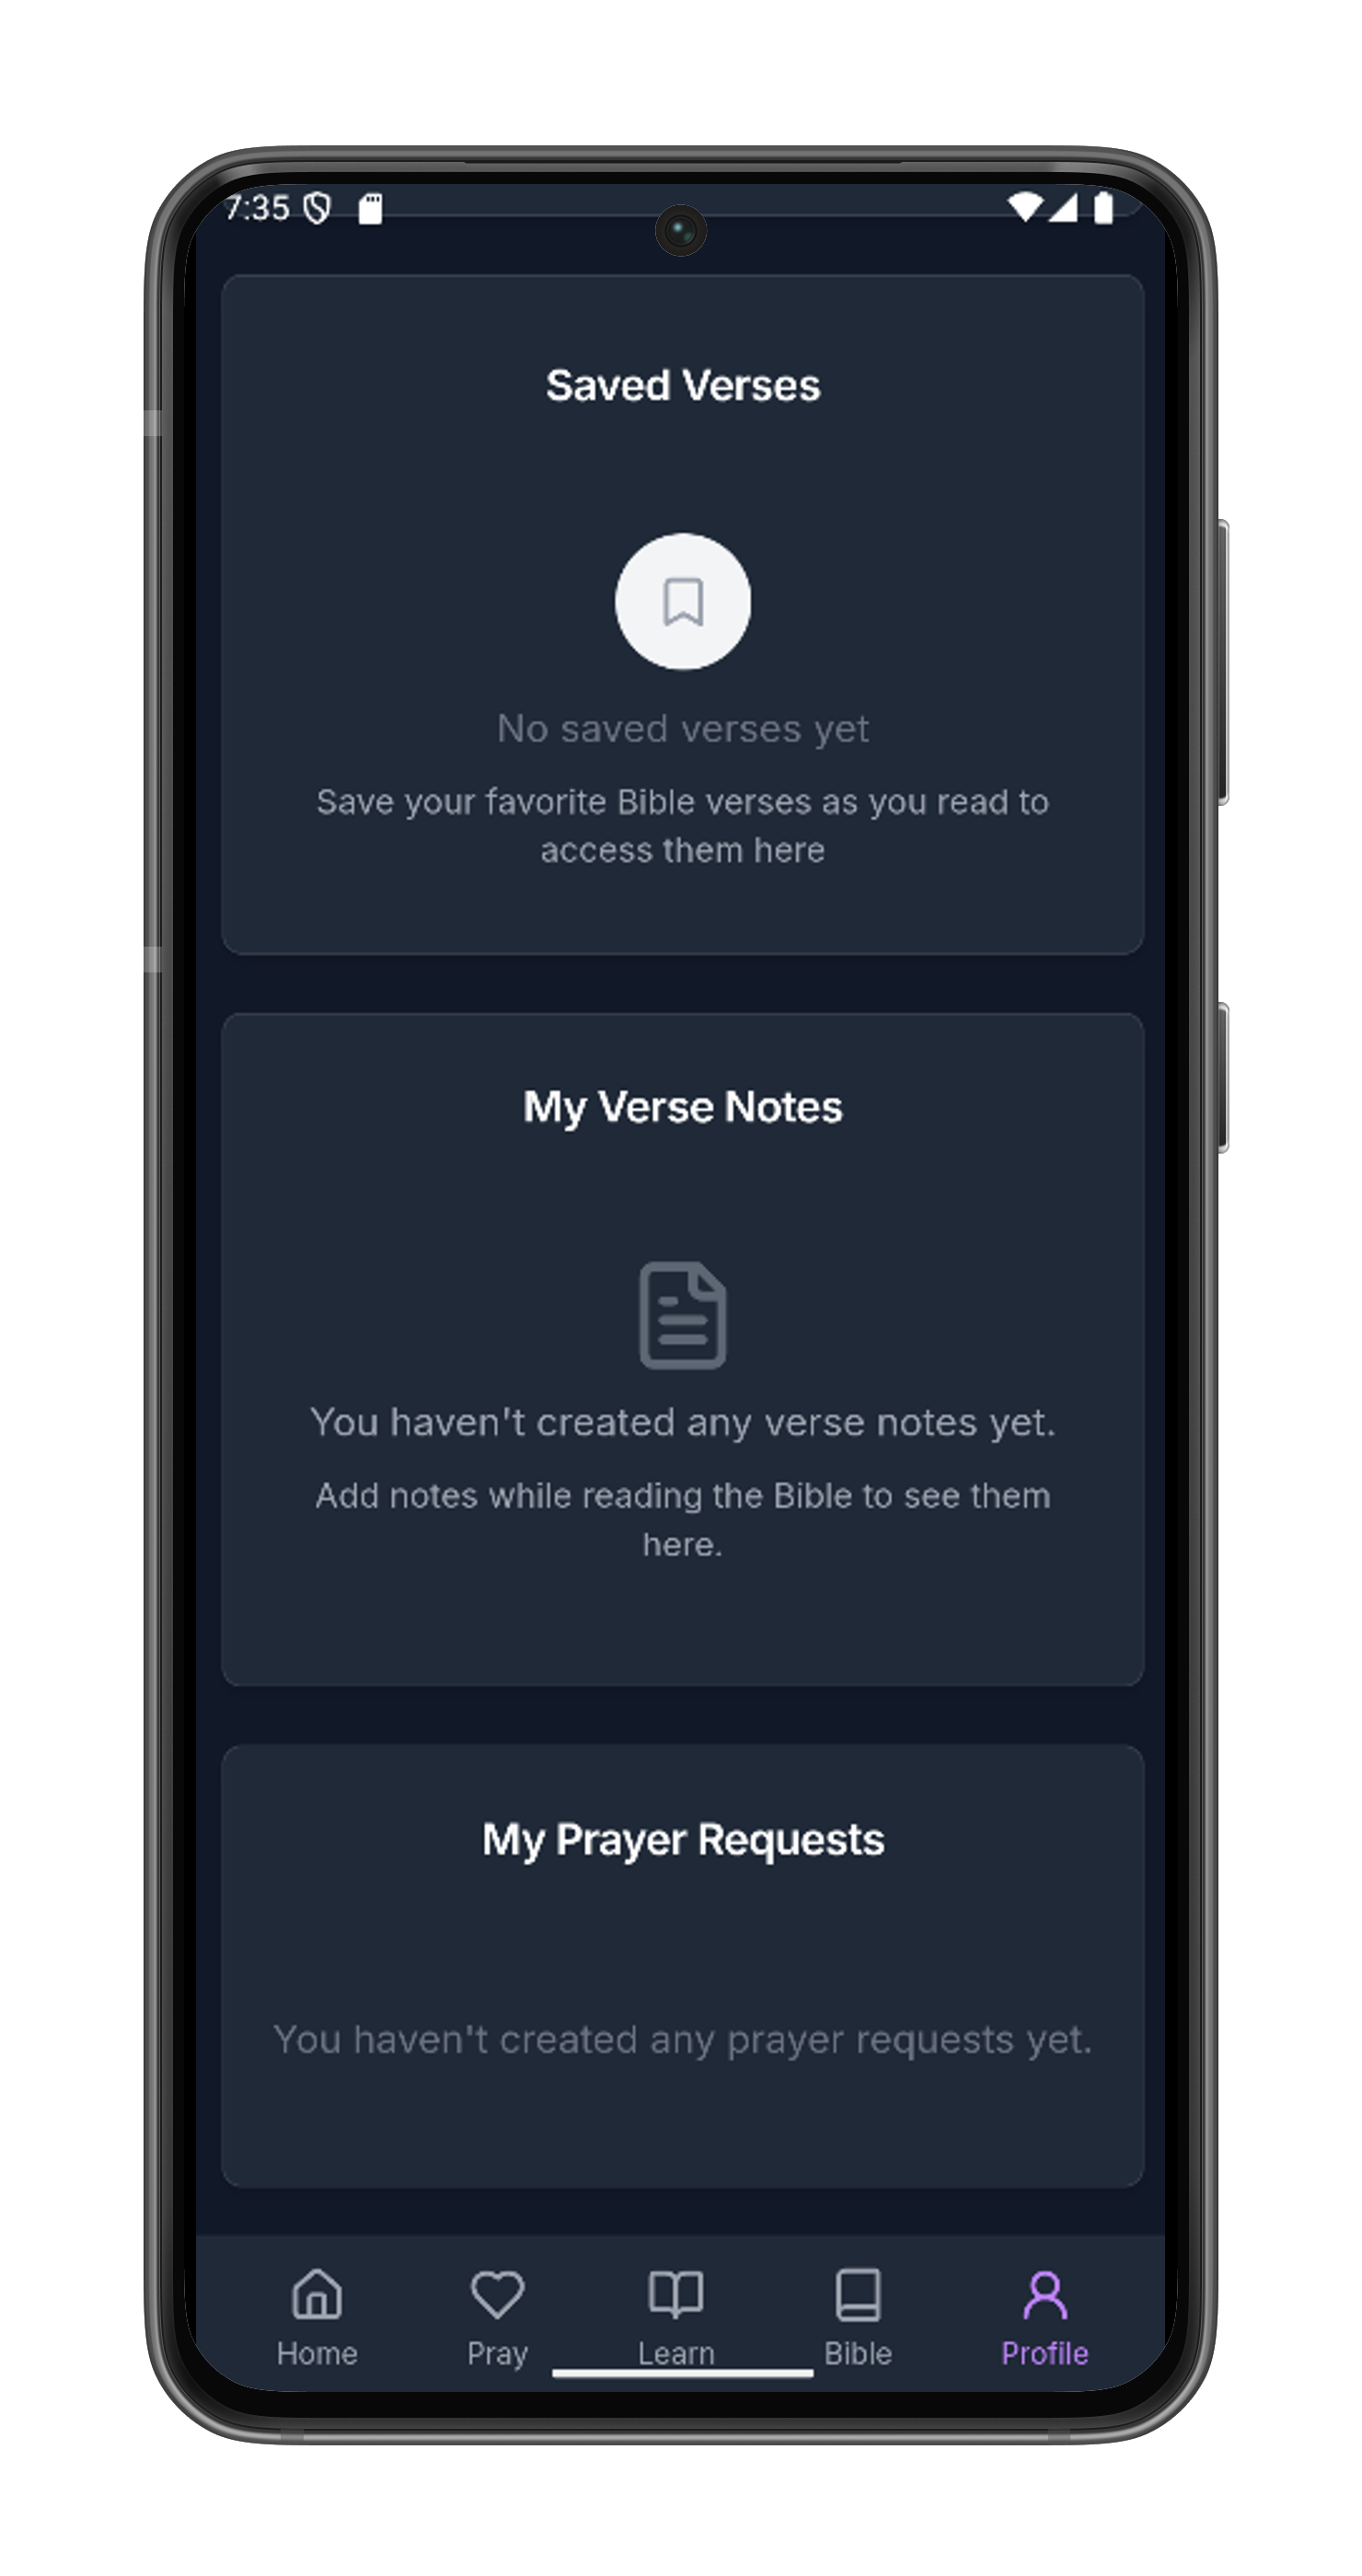 7:35
Saved Verses
No saved verses yet
Save your favorite Bible verses as you read to
access them here
My Verse Notes
You haven't created any verse notes yet.
Add notes while reading the Bible to see them
here.
My Prayer Requests
You haven't created any prayer requests yet.
Home Pray Learn Bible Profile